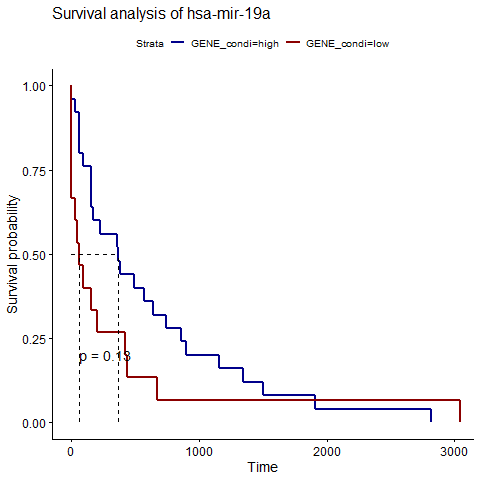 Survival analysis of hsa-mir-19a
Strata GENE_condi=high GENE_condi=low
Survival probability
1.00
0.75
0.50
0.25
0.00
p = 0.13
0 1000 2000 3000
Time